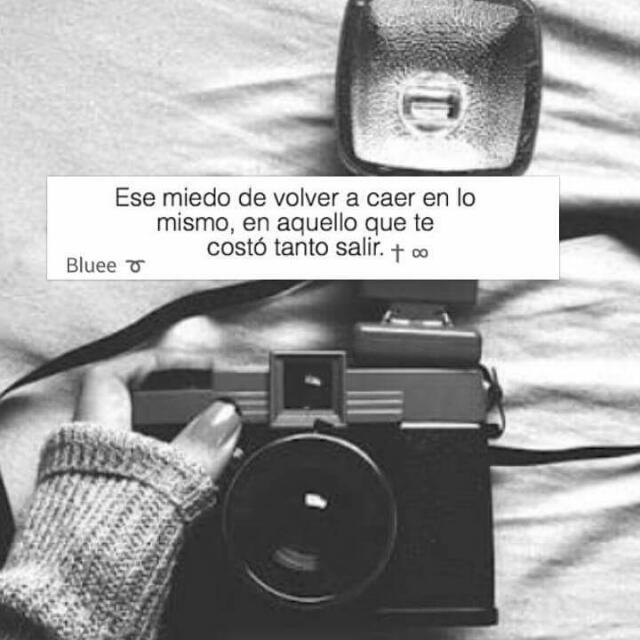 Ese miedo de volver a caer en lo
mismo, en aquello que te
costó tanto salir. † ∞
Bluee ➰